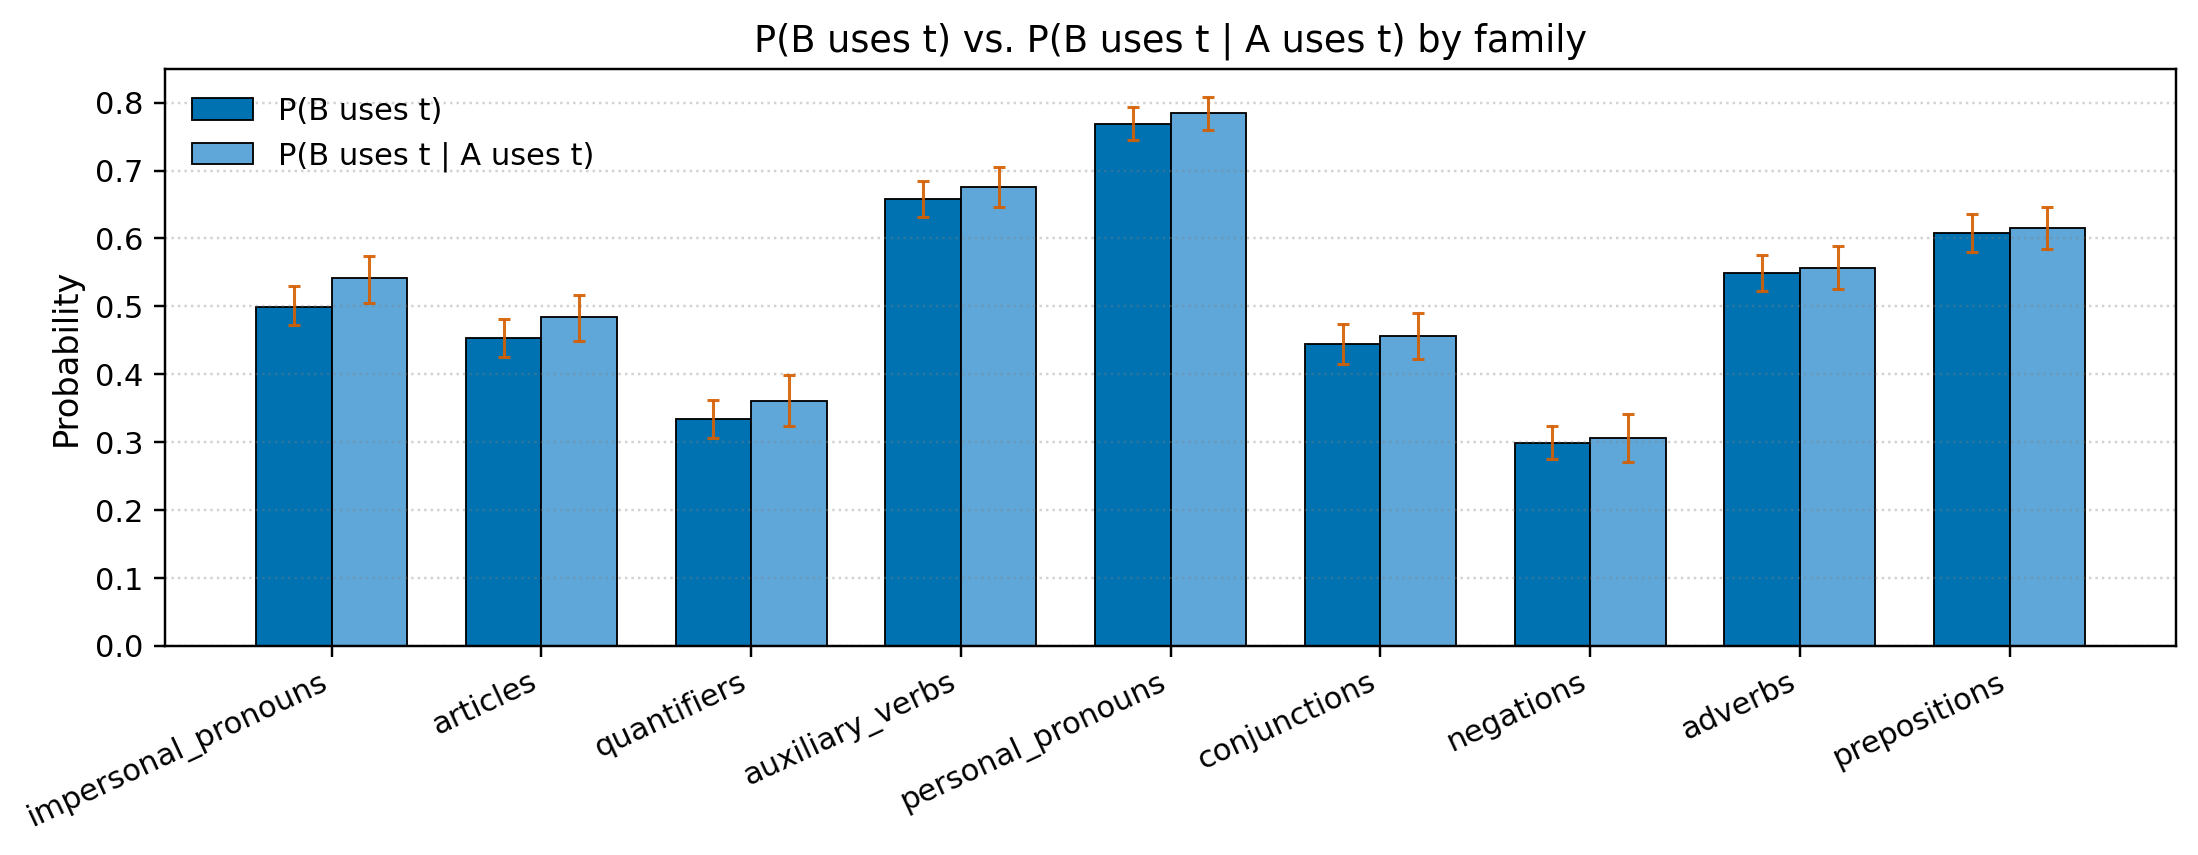 P(B uses t) vs. P(B uses t | A uses t) by family
P(B uses t)
P(B uses t | A uses t)
Probability
0.8
0.7
0.6
0.5
0.4
0.3
0.2
0.1
0.0
impersonal_pronouns
articles
quantifiers
auxiliary_verbs
personal_pronouns
conjunctions
negations
adverbs
prepositions